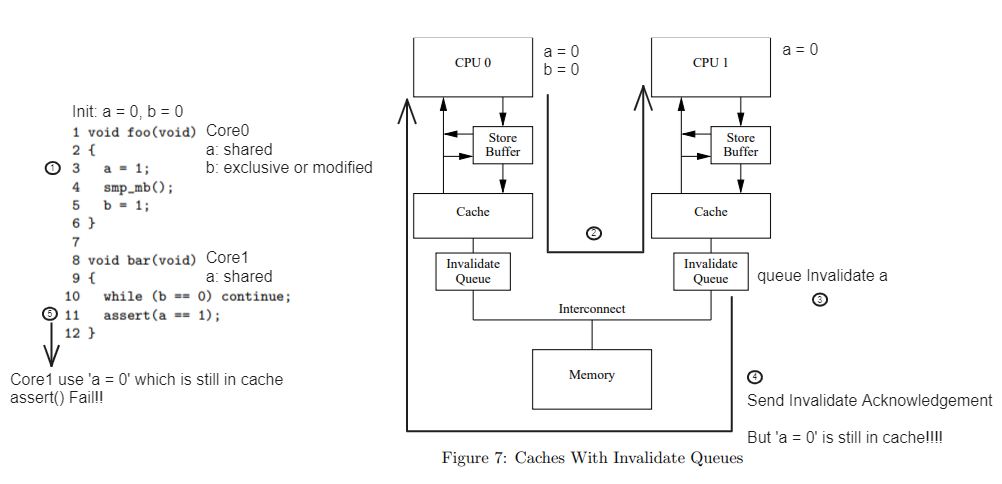 Init: a = 0, b = 0
1 void foo(void) Core0
2 { a: shared
① 3 a = 1; b: exclusive or modified
4 smp_mb();
5 b = 1;
6 }
7
8 void bar(void) Core1
9 { a: shared
10 while (b == 0) continue;
⑤ 11 assert(a == 1);
12 }
Core1 use 'a = 0' which is still in cache
assert() Fail!!
CPU 0
a = 0
b = 0
CPU 1
a = 0
Store
Buffer
Store
Buffer
Cache
②
Cache
Invalidate
Queue
Invalidate
Queue
queue Invalidate a
③
Interconnect
Memory
④
Send Invalidate Acknowledgement
But 'a = 0' is still in cache!!!!
Figure 7: Caches With Invalidate Queues